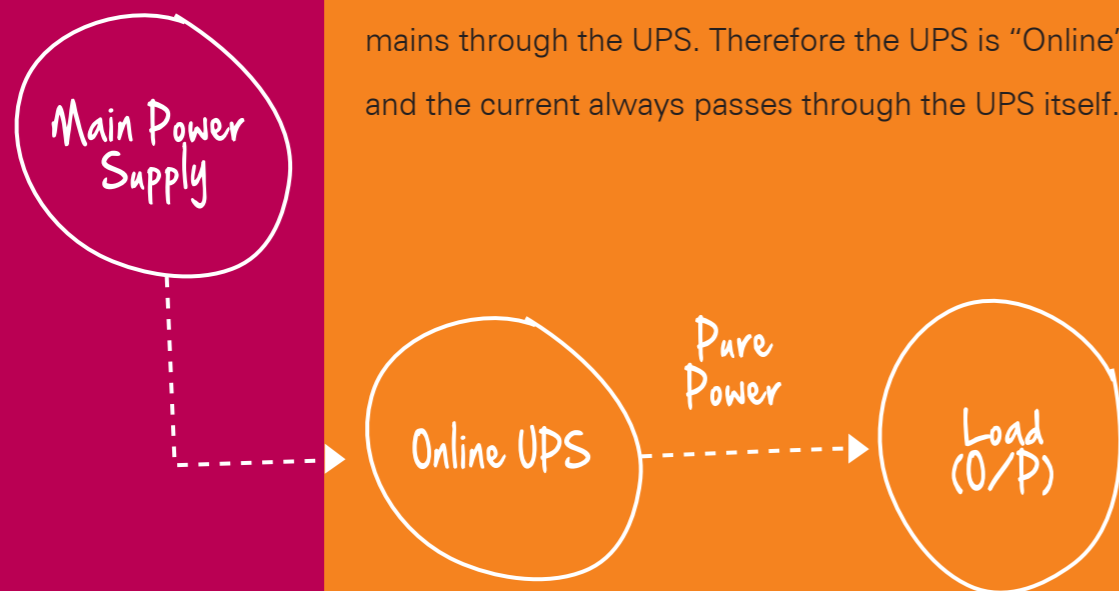 mains through the UPS. Therefore the UPS is “Online”
and the current always passes through the UPS itself.
Main Power
Supply
Online UPS
Pure
Power
Load
(O/P)